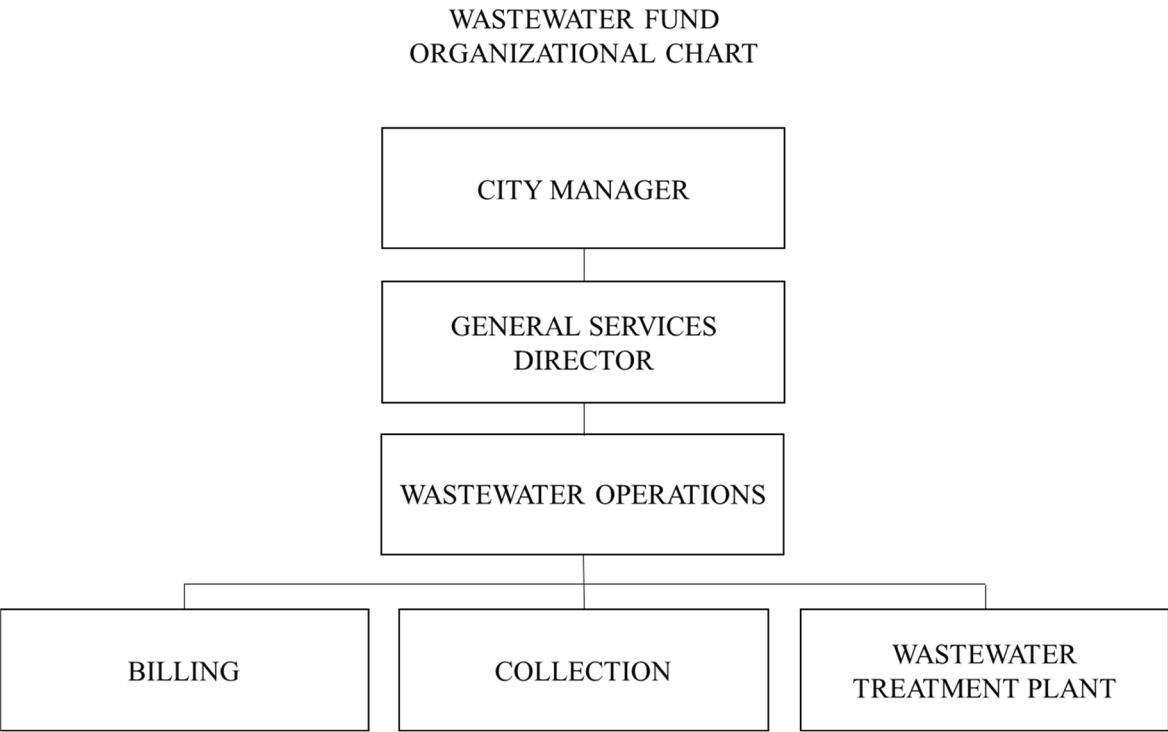 WASTEWATER FUND
ORGANIZATIONAL CHART
CITY MANAGER
GENERAL SERVICES
DIRECTOR
WASTEWATER OPERATIONS
BILLING
COLLECTION
WASTEWATER
TREATMENT PLANT